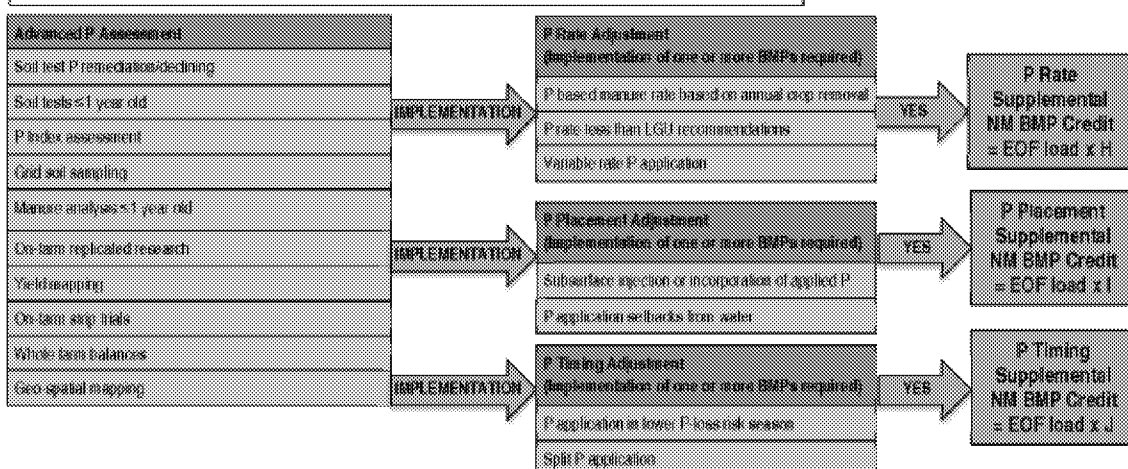 Advanced P Assessment
Soil test P remediation/declining
Soil tests ≤1 year old
P Index assessment
Grid soil sampling
Manure analysis ≤1 year old
On-farm replicated research
Yield mapping
On-farm strip trials
Whole farm balances
Geo spatial mapping
IMPLEMENTATION
P Rate Adjustment
(Implementation of one or more BMPs required)
P based manure rate based on annual crop removal
P rate less than LGU recommendations
Variable rate P application
YES
P Rate
Supplemental
NM BMP Credit
= EOF load x H
IMPLEMENTATION
P Placement Adjustment
(Implementation of one or more BMPs required)
Subsurface injection or incorporation of applied P
P application setbacks from water
YES
P Placement
Supplemental
NM BMP Credit
= EOF load x I
IMPLEMENTATION
P Timing Adjustment
(Implementation of one or more BMPs required)
P application in lower P-loss risk season
Split P application
YES
P Timing
Supplemental
NM BMP Credit
= EOF load x J